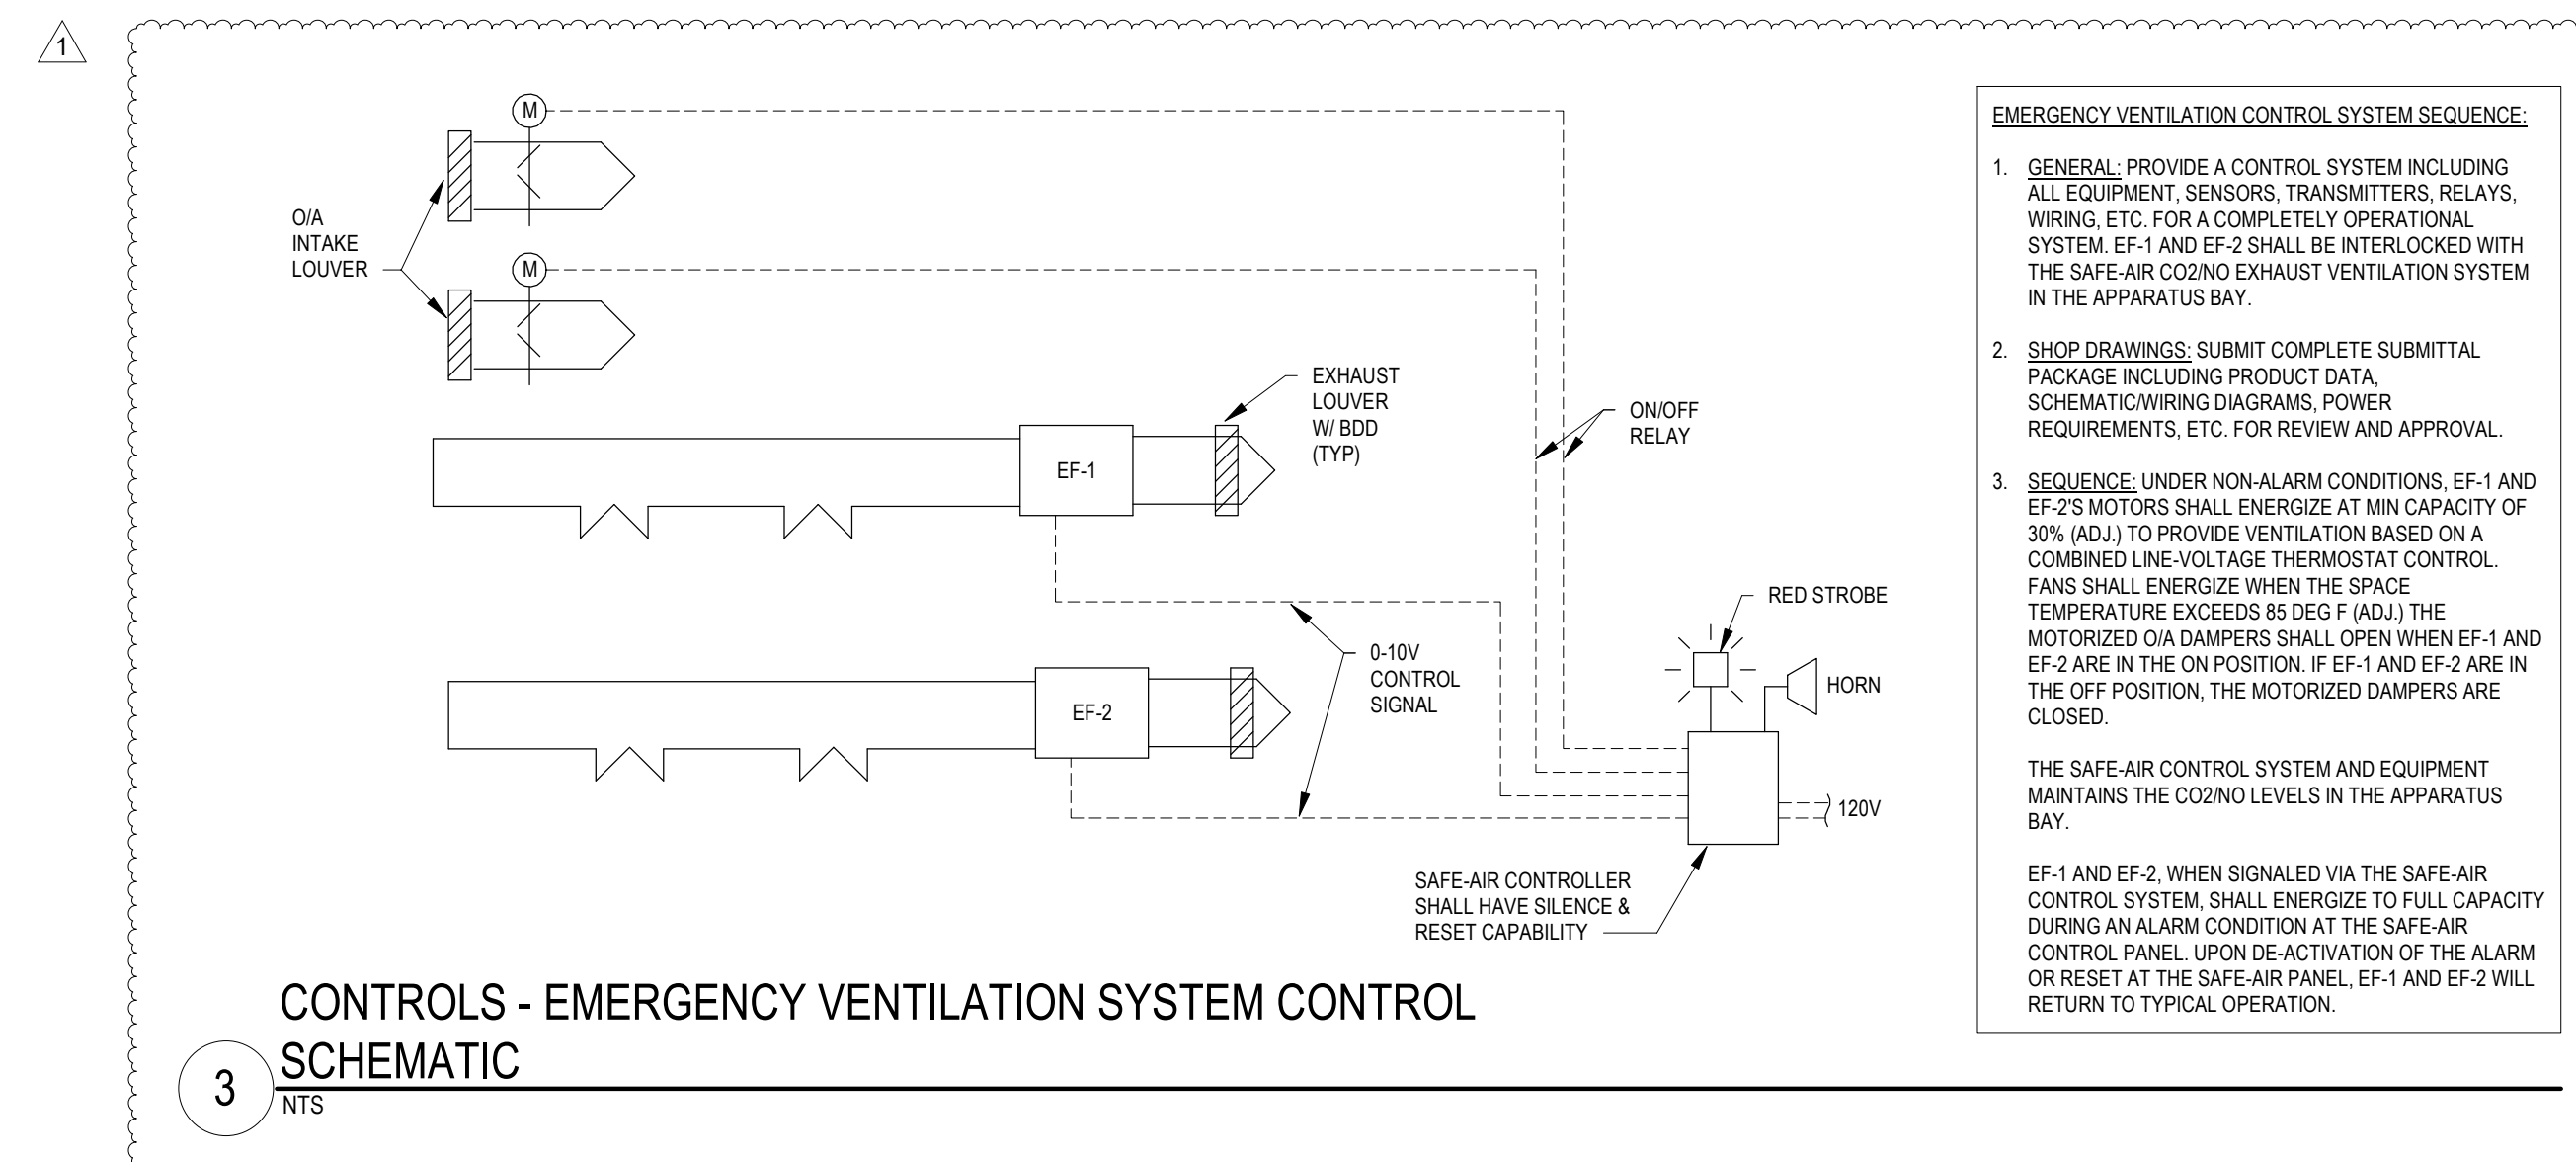 1
M
O/A
INTAKE
LOUVER
M
EXHAUST
LOUVER
W/ BDD
(TYP)
ON/OFF
RELAY
EF-1
RED STROBE
0-10V
CONTROL
SIGNAL
HORN
EF-2
120V
SAFE-AIR CONTROLLER
SHALL HAVE SILENCE &
RESET CAPABILITY
EMERGENCY VENTILATION CONTROL SYSTEM SEQUENCE:
1. GENERAL: PROVIDE A CONTROL SYSTEM INCLUDING
ALL EQUIPMENT, SENSORS, TRANSMITTERS, RELAYS,
WIRING, ETC. FOR A COMPLETELY OPERATIONAL
SYSTEM. EF-1 AND EF-2 SHALL BE INTERLOCKED WITH
THE SAFE-AIR CO2/NO EXHAUST VENTILATION SYSTEM
IN THE APPARATUS BAY.
2. SHOP DRAWINGS: SUBMIT COMPLETE SUBMITTAL
PACKAGE INCLUDING PRODUCT DATA,
SCHEMATIC/WIRING DIAGRAMS, POWER
REQUIREMENTS, ETC. FOR REVIEW AND APPROVAL.
3. SEQUENCE: UNDER NON-ALARM CONDITIONS, EF-1 AND
EF-2'S MOTORS SHALL ENERGIZE AT MIN CAPACITY OF
30% (ADJ.) TO PROVIDE VENTILATION BASED ON A
COMBINED LINE-VOLTAGE THERMOSTAT CONTROL.
FANS SHALL ENERGIZE WHEN THE SPACE
TEMPERATURE EXCEEDS 85 DEG F (ADJ.) THE
MOTORIZED O/A DAMPERS SHALL OPEN WHEN EF-1 AND
EF-2 ARE IN THE ON POSITION. IF EF-1 AND EF-2 ARE IN
THE OFF POSITION, THE MOTORIZED DAMPERS ARE
CLOSED.
THE SAFE-AIR CONTROL SYSTEM AND EQUIPMENT
MAINTAINS THE CO2/NO LEVELS IN THE APPARATUS
BAY.
EF-1 AND EF-2, WHEN SIGNALED VIA THE SAFE-AIR
CONTROL SYSTEM, SHALL ENERGIZE TO FULL CAPACITY
DURING AN ALARM CONDITION AT THE SAFE-AIR
CONTROL PANEL. UPON DE-ACTIVATION OF THE ALARM
OR RESET AT THE SAFE-AIR PANEL, EF-1 AND EF-2 WILL
RETURN TO TYPICAL OPERATION.
CONTROLS - EMERGENCY VENTILATION SYSTEM CONTROL
SCHEMATIC
3
NTS